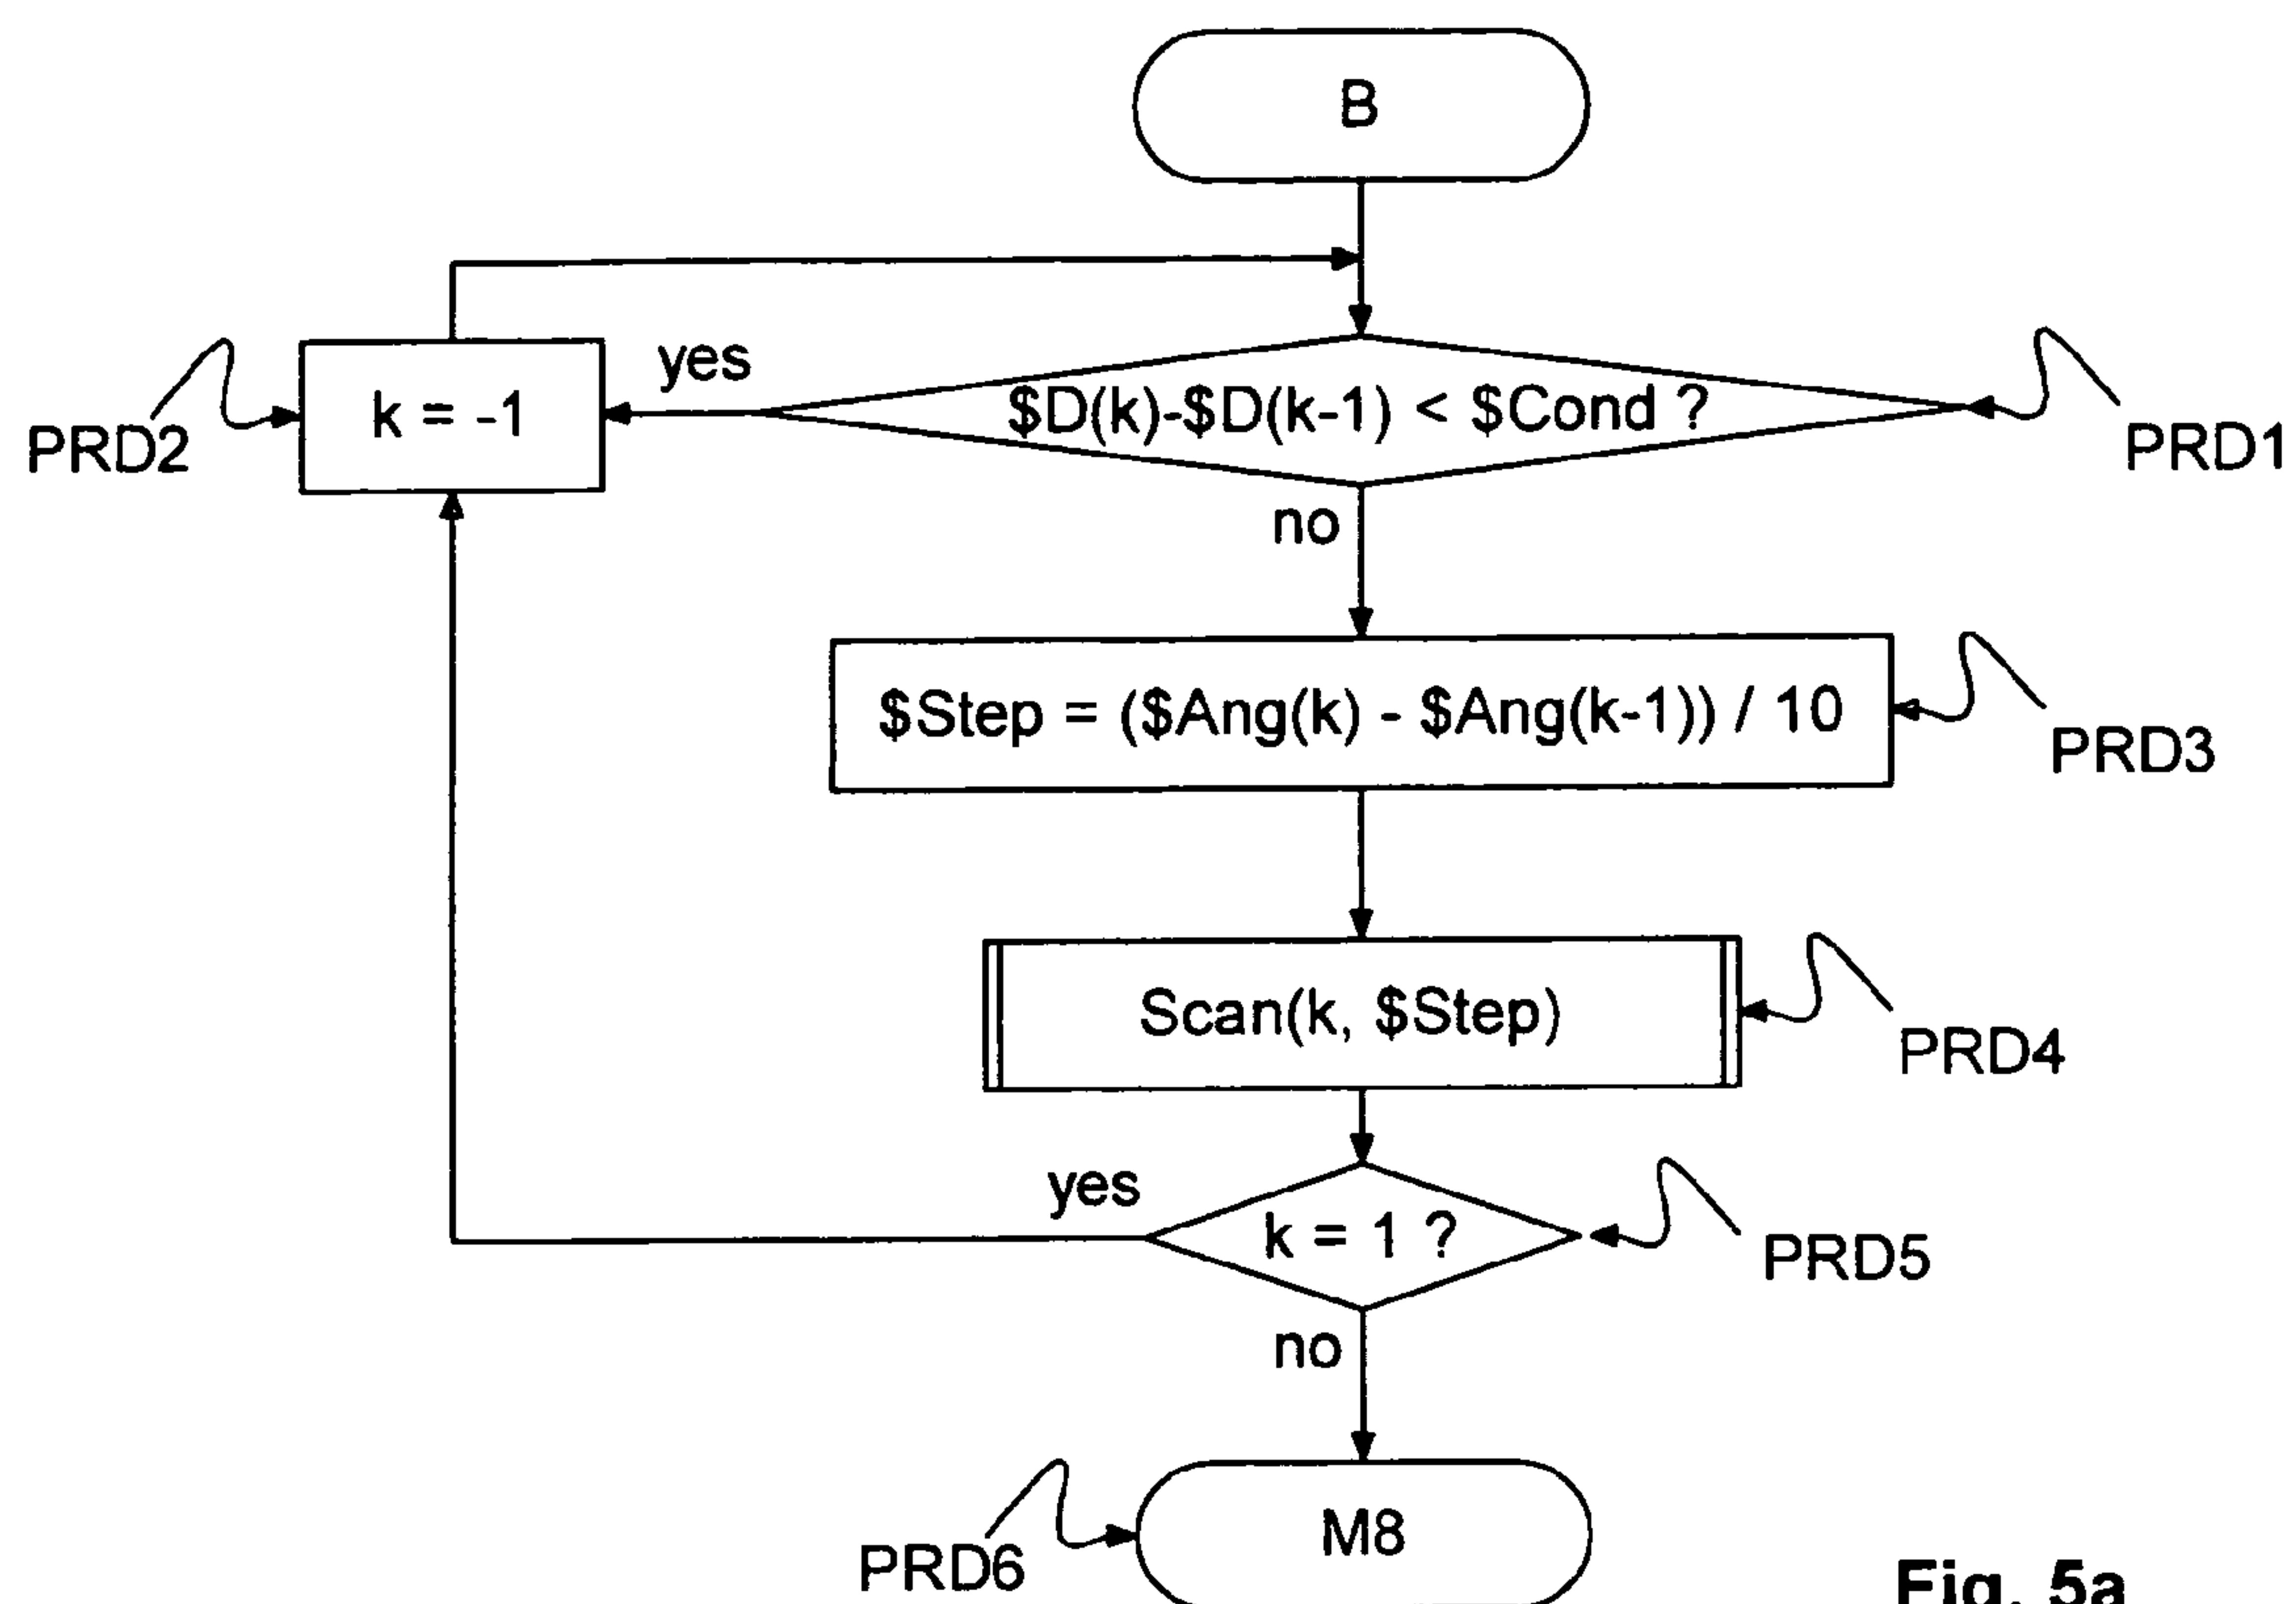 B
yes
k = -1
$D(k)-$D(k-1) < $Cond ?
PRD2
PRD1
no
$Step = ($Ang(k) - $Ang(k-1)) / 10
PRD3
Scan(k, $Step)
PRD4
yes
k = 1 ?
PRD5
no
M8
PRD6
Fig. 5a